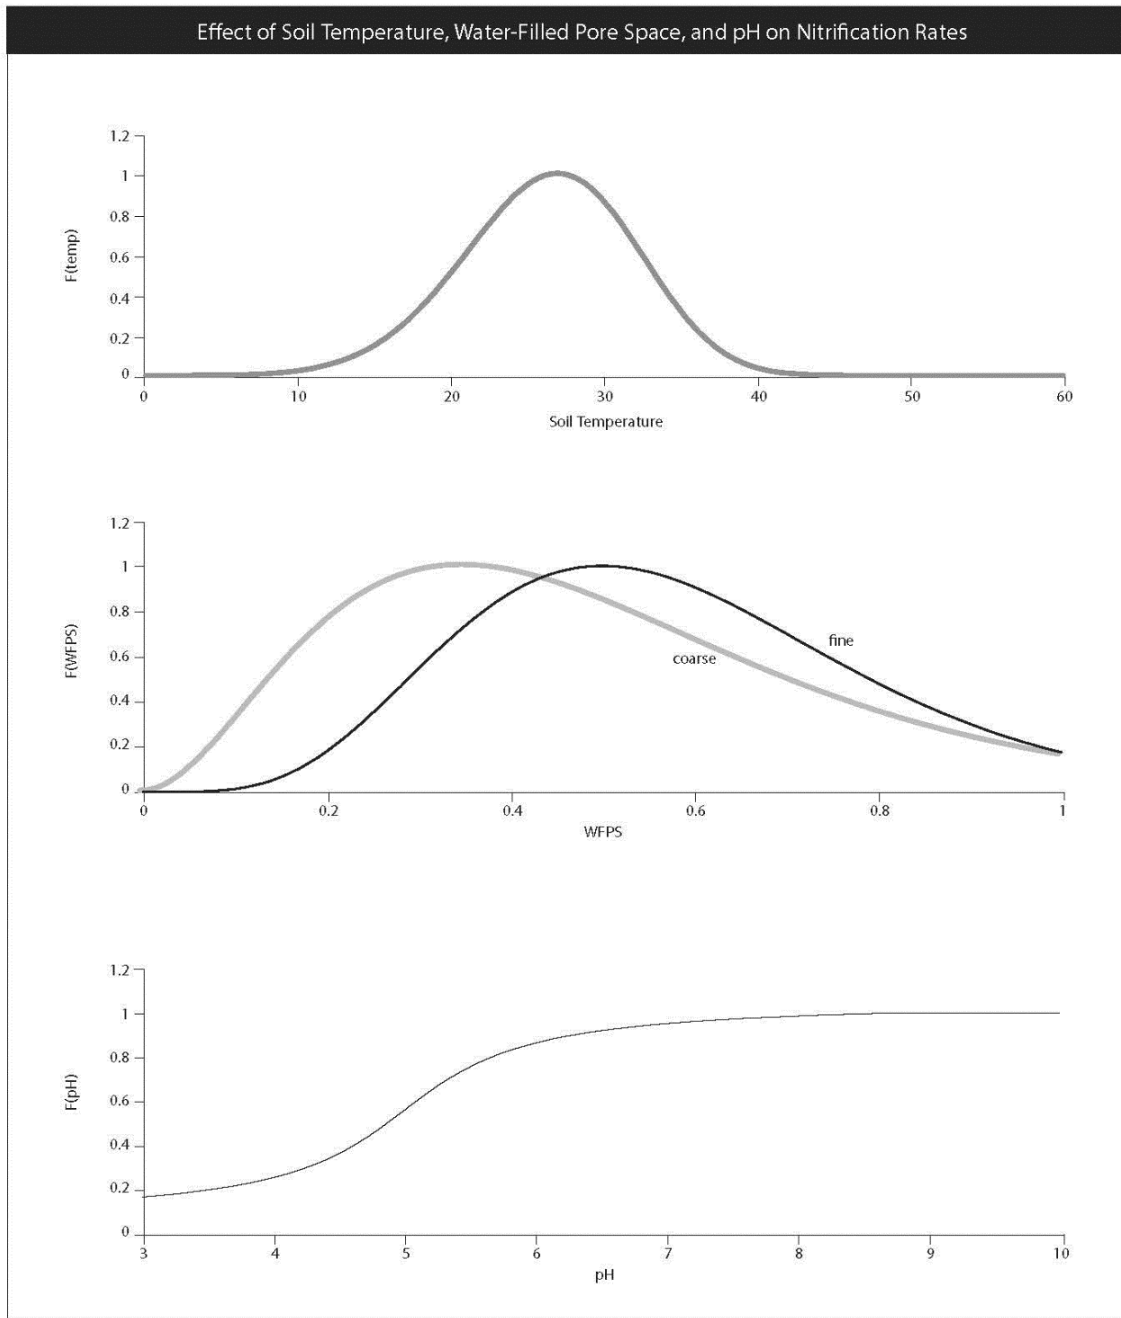 Effect of Soil Temperature, Water-Filled Pore Space, and pH on Nitrification Rates
1.2
1
0.8
0.6
0.4
0.2
0
F(temp)
0 10 20 30 40 50 60
Soil Temperature
1.2
1
0.8
0.6
0.4
0.2
0
F(WFPS)
fine
coarse
0 0.2 0.4 0.6 0.8 1
WFPS
1.2
1
0.8
0.6
0.4
0.2
0
F(pH)
3 4 5 6 7 8 9 10
pH